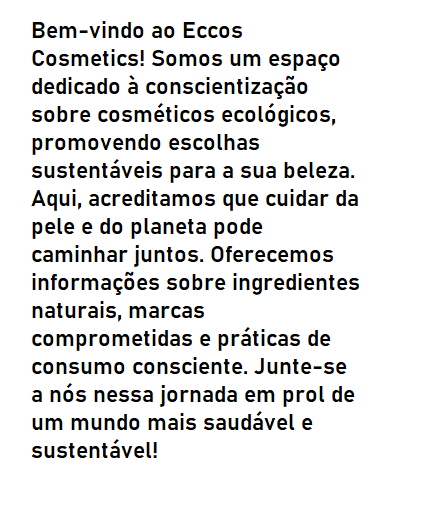 Bem-vindo ao Eccos
Cosmetics! Somos um espaço
dedicado à conscientização
sobre cosméticos ecológicos,
promovendo escolhas
sustentáveis para a sua beleza.
Aqui, acreditamos que cuidar da
pele e do planeta pode
caminhar juntos. Oferecemos
informações sobre ingredientes
naturais, marcas
comprometidas e práticas de
consumo consciente. Junte-se
a nós nessa jornada em prol de
um mundo mais saudável e
sustentável!